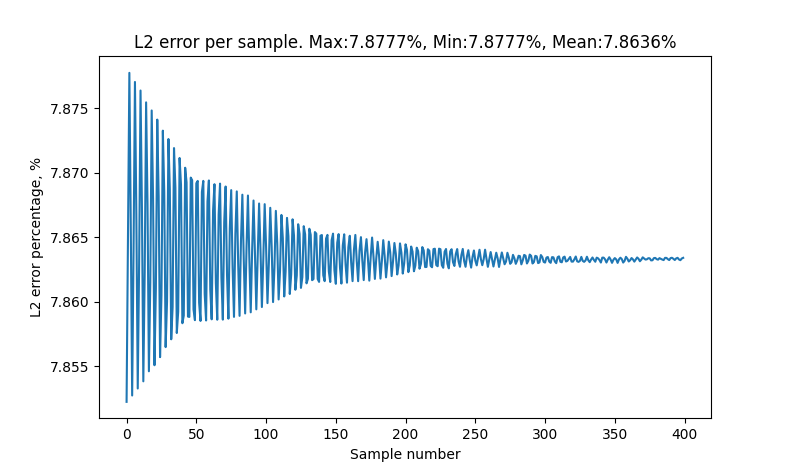 L2 error per sample. Max:7.8777%, Min:7.8777%, Mean:7.8636%
L2 error percentage, %
7.875
7.870
7.865
7.860
7.855
0 50 100 150 200 250 300 350 400
Sample number